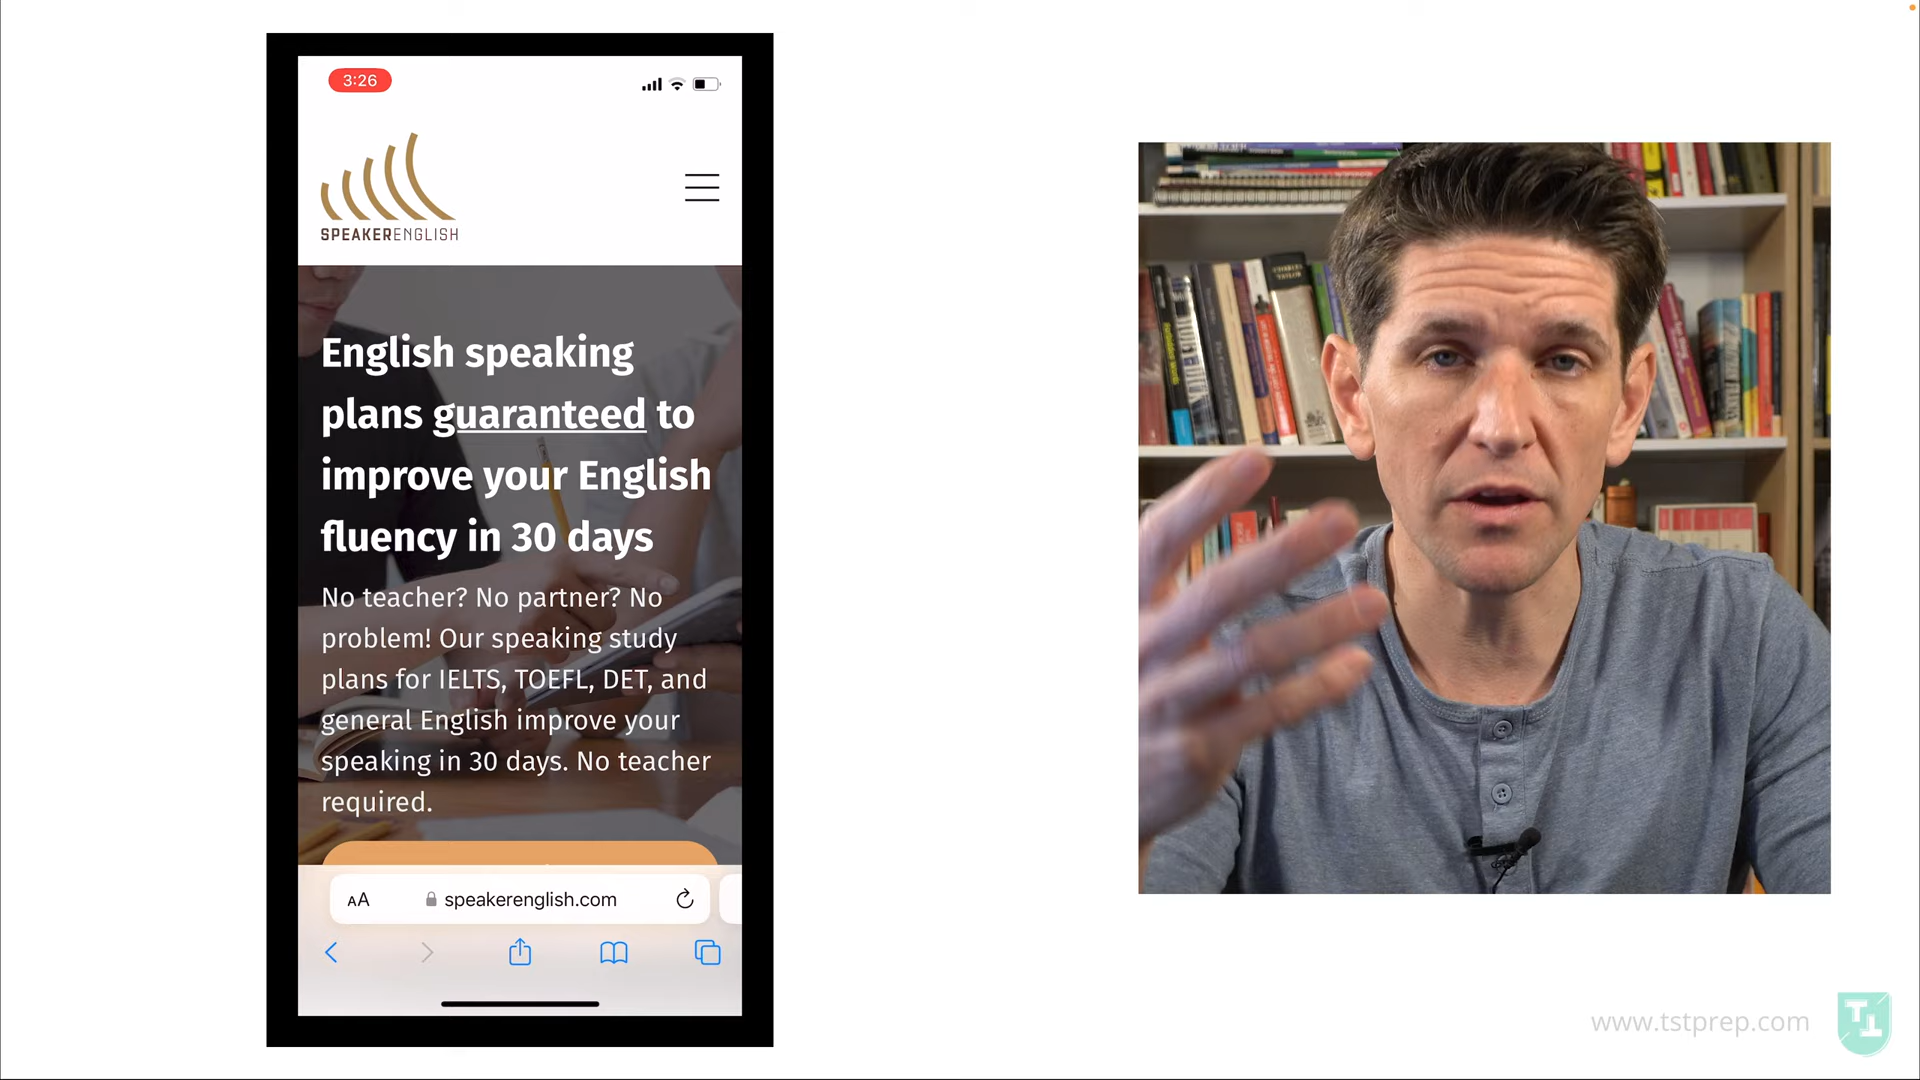 3:26
SPEAKERENGLISH
English speaking
plans guaranteed to
improve your English
fluency in 30 days
No teacher? No partner? No
problem! Our speaking study
plans for IELTS, TOEFL, DET, and
general English improve your
speaking in 30 days. No teacher
required.
AA
speakerenglish.com
www.tstprep.com